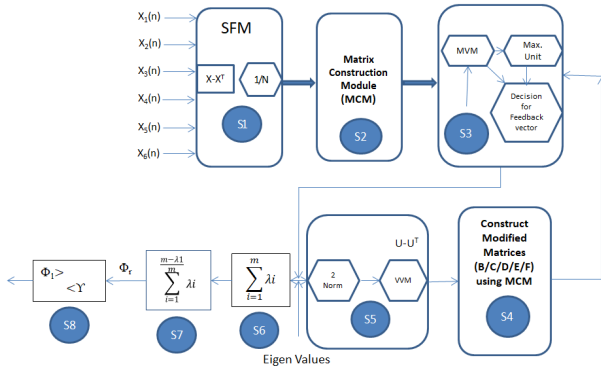 X₁(n)
X₂(n)
X₃(n)
X₄(n)
X₅(n)
X₆(n)
SFM
X-Xᵀ
1/N
S1
Matrix
Construction
Module
(MCM)
S2
MVM
Max.
Unit
Decision
for
Feedback
vector
S3
Φ₁>
<ϒ
S8
Φᵣ
m−λ1
m
∑ λi
i=1
S7
m
∑ λi
i=1
S6
Eigen Values
U-Uᵀ
2
Norm
VVM
S5
Construct
Modified
Matrices
(B/C/D/E/F)
using MCM
S4